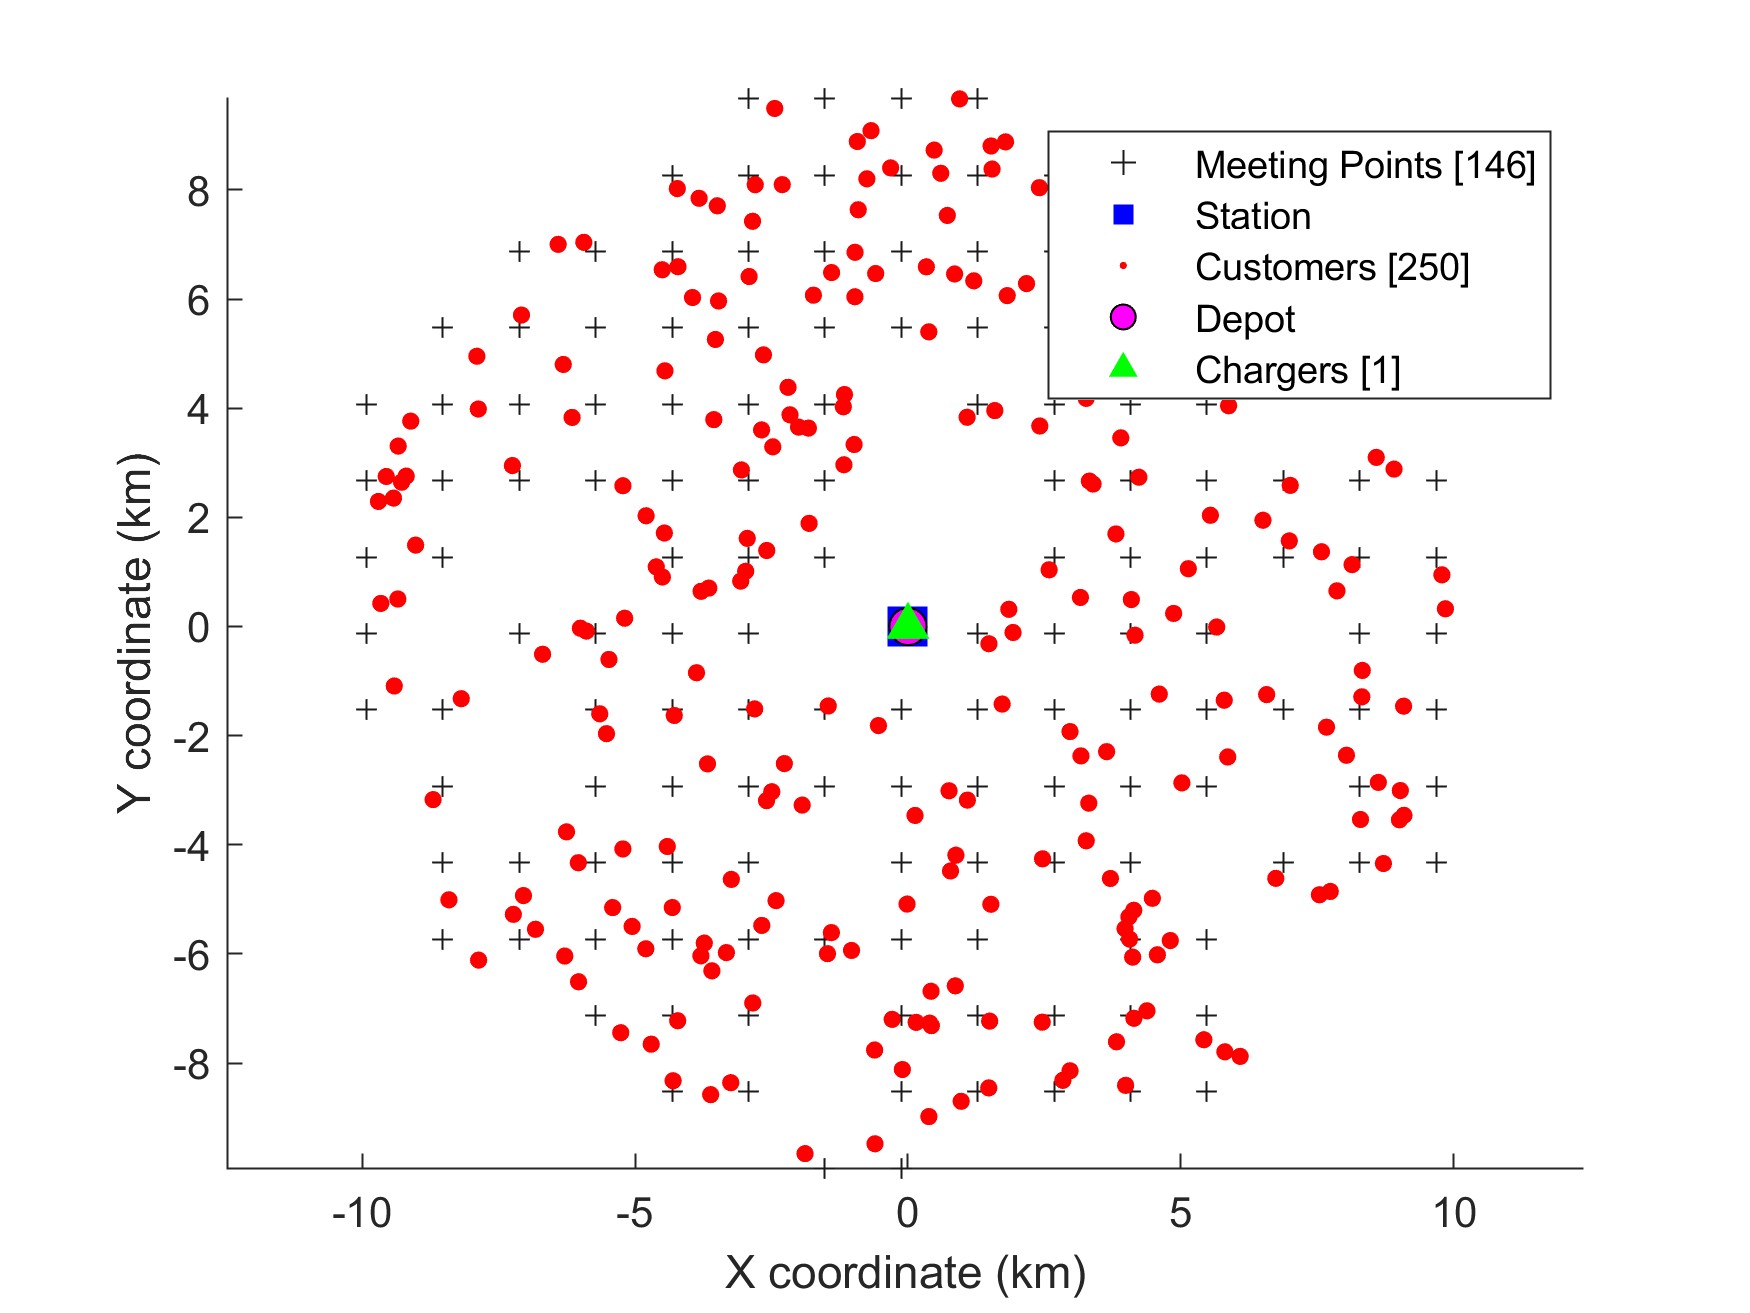 8
6
4
2
0
-2
-4
-6
-8
Y coordinate (km)
Meeting Points [146]
Station
Customers [250]
Depot
Chargers [1]
-10
-5
0
5
10
X coordinate (km)